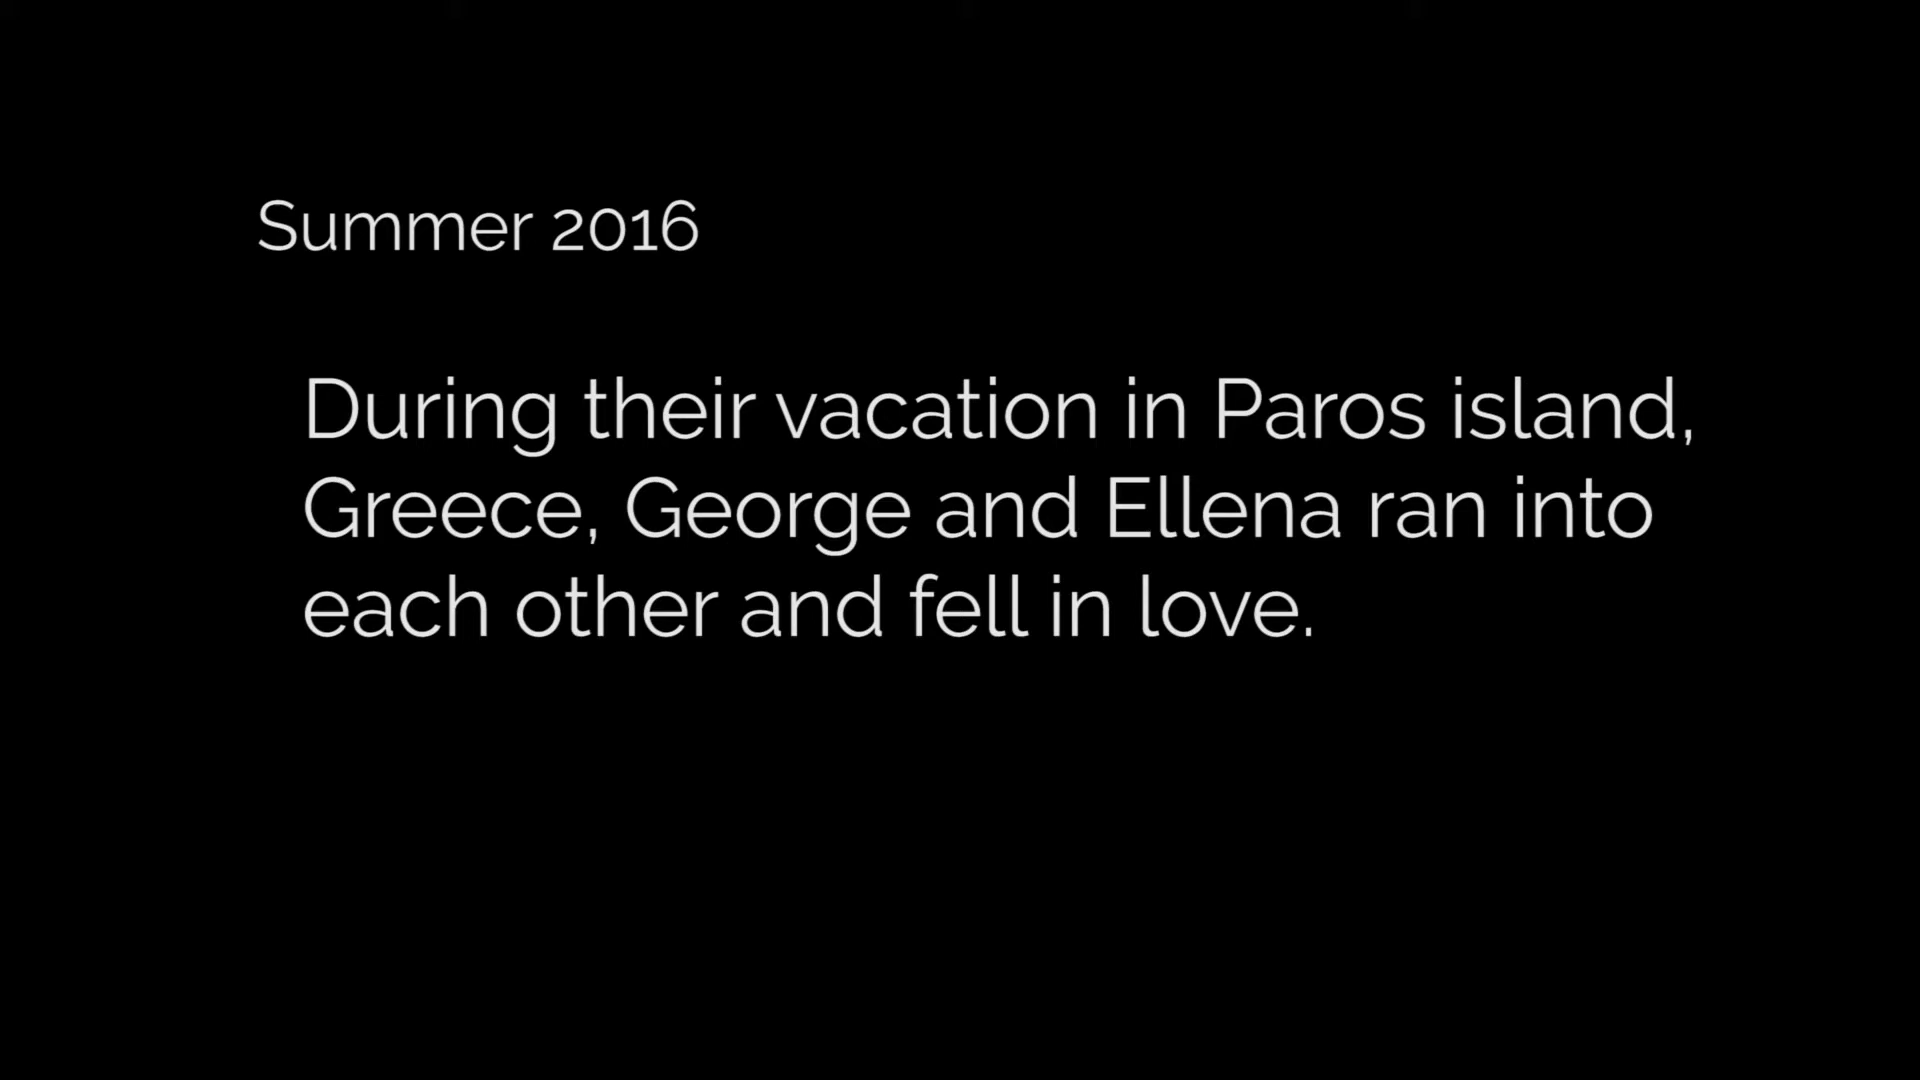 Summer 2016
During their vacation in Paros island,
Greece, George and Ellena ran into
each other and fell in love.